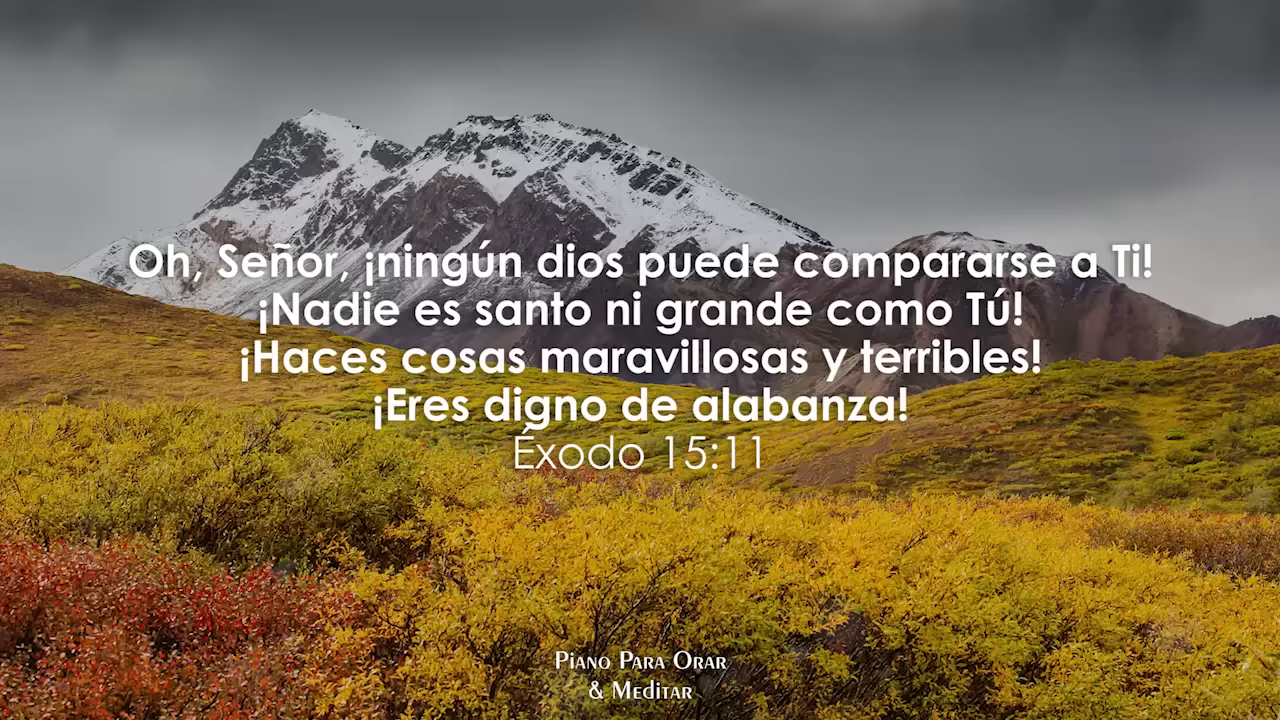 Oh, Señor, ¡ningún dios puede compararse a Ti!
¡Nadie es santo ni grande como Tú!
¡Haces cosas maravillosas y terribles!
¡Eres digno de alabanza!
Éxodo 15:11
Piano Para Orar
& Meditar